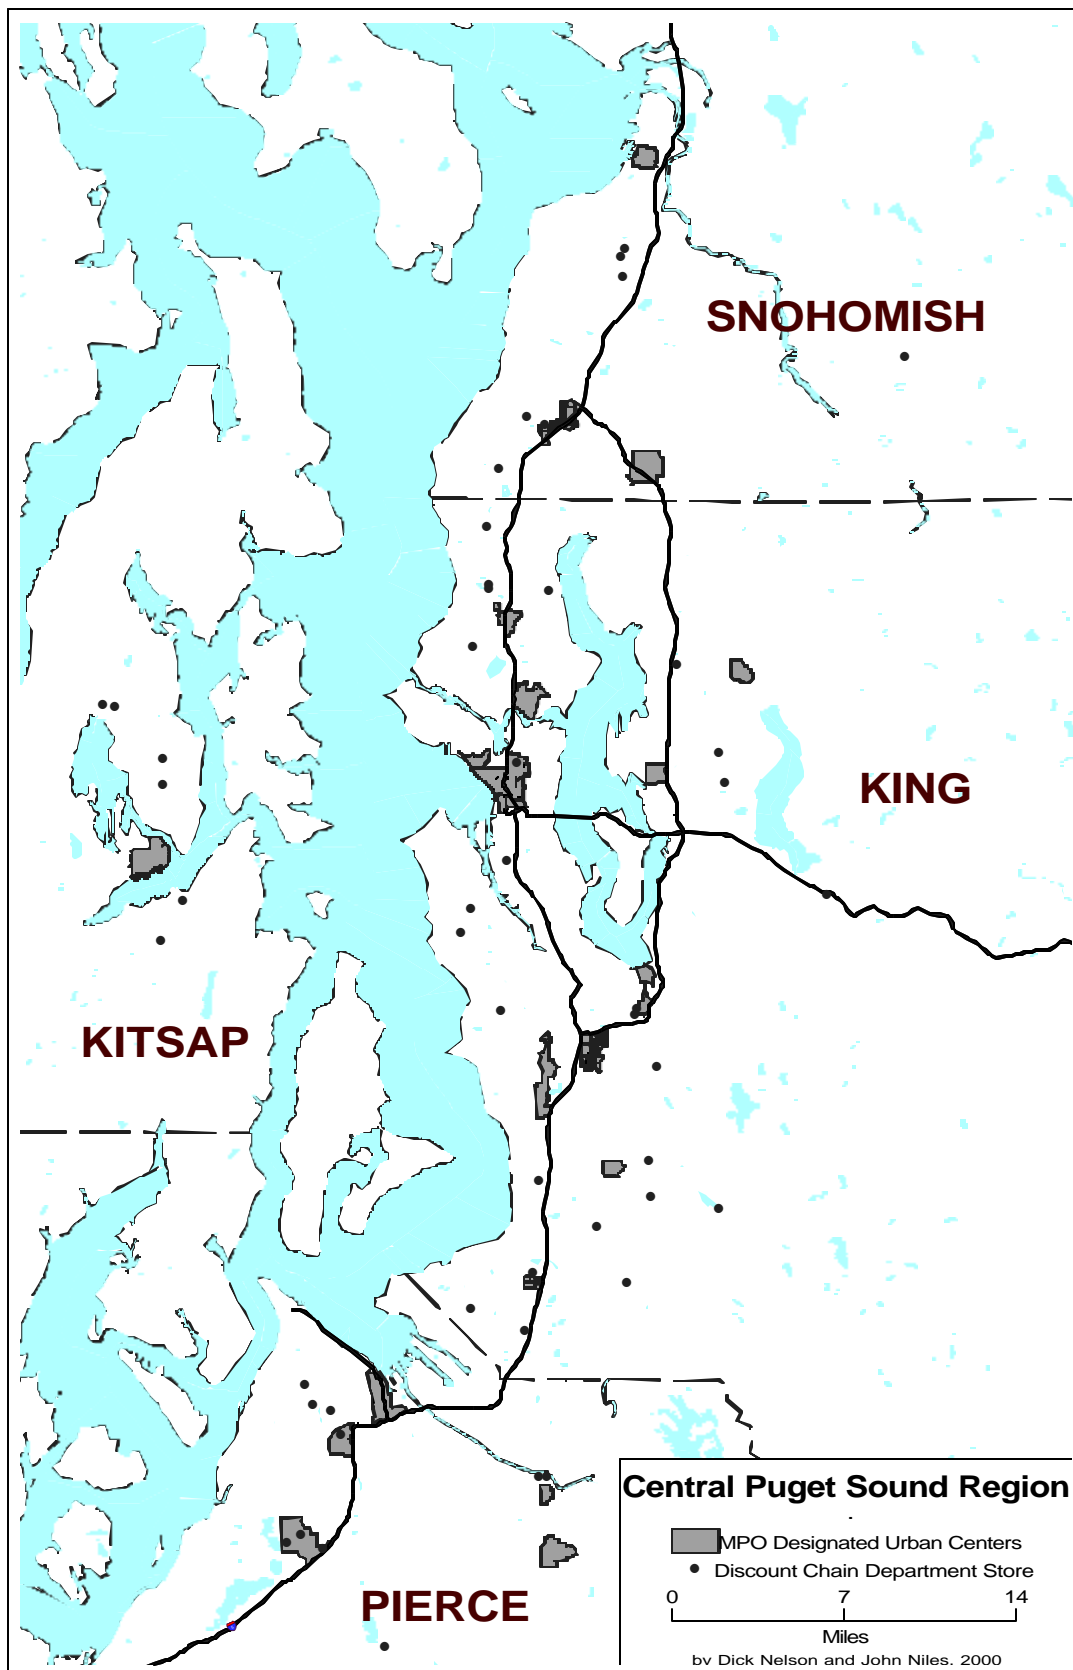 SNOHOMISH
KING
KITSAP
PIERCE
Central Puget Sound Region
MPO Designated Urban Centers
Discount Chain Department Store
0 7 14
Miles
by Dick Nelson and John Niles, 2000